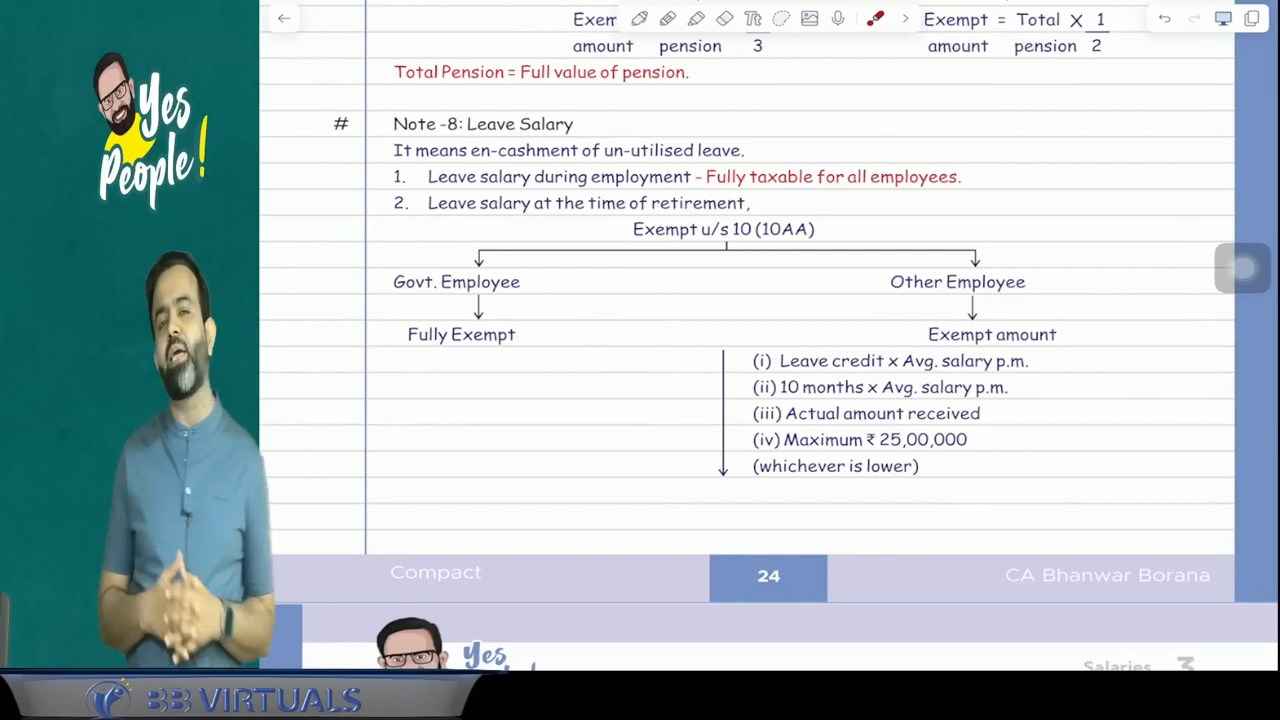 Yes
People!
Exem
amount pension 3
Exempt = Total X 1
amount pension 2
Total Pension = Full value of pension.
# Note -8: Leave Salary
It means en-cashment of un-utilised leave.
1. Leave salary during employment - Fully taxable for all employees.
2. Leave salary at the time of retirement,
Exempt u/s 10 (10AA)
Govt. Employee Other Employee
Fully Exempt Exempt amount
(i) Leave credit x Avg. salary p.m.
(ii) 10 months x Avg. salary p.m.
(iii) Actual amount received
(iv) Maximum ₹ 25,00,000
(whichever is lower)
Compact 24 CA Bhanwar Borana
Yes
Salaries 3
BB VIRTUALS